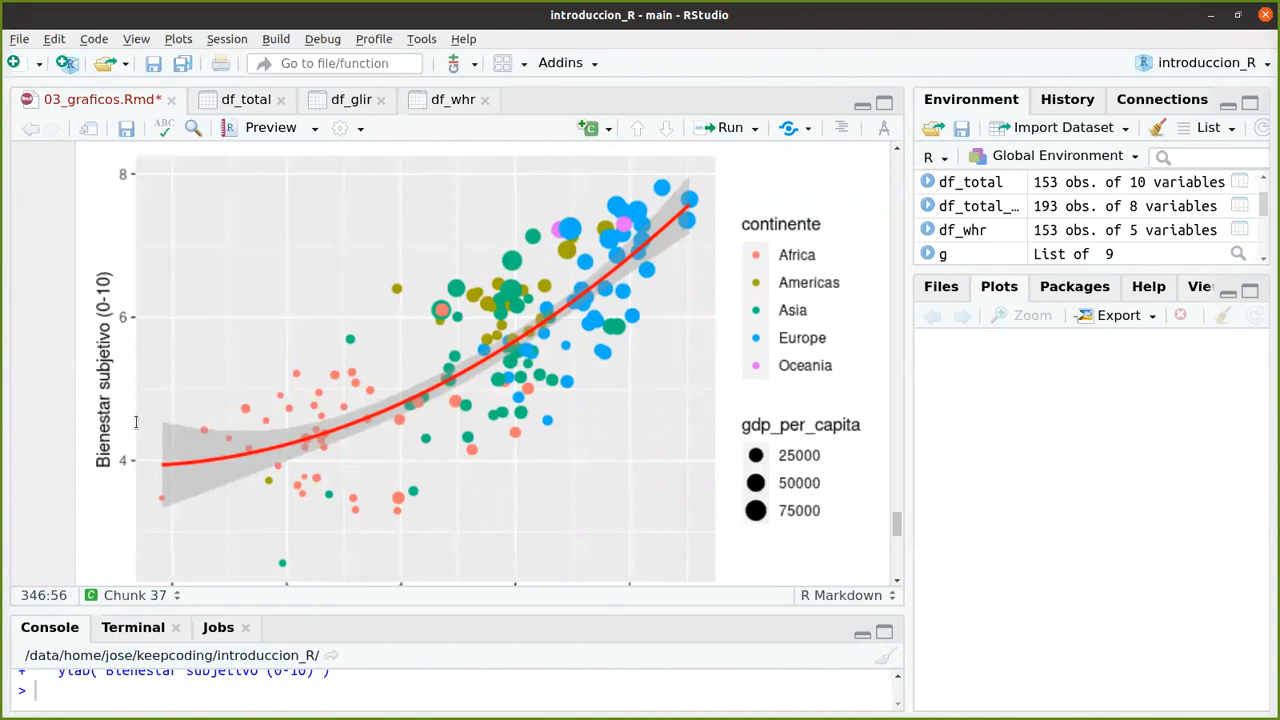 introduccion_R - main - RStudio
File Edit Code View Plots Session Build Debug Profile Tools Help
Go to file/function Addins introduccion_R
03_graficos.Rmd* df_total df_glir df_whr
ABC Preview Run
8
6
4
Bienestar subjetivo (0-10)
continente
Africa
Americas
Asia
Europe
Oceania
gdp_per_capita
25000
50000
75000
346:56 Chunk 37 R Markdown
Console Terminal Jobs
/data/home/jose/keepcoding/introduccion_R/
+ ylab("Bienestar subjetivo (0-10)")
>
Environment History Connections
Import Dataset List
R Global Environment
df_total 153 obs. of 10 variables
df_total_… 193 obs. of 8 variables
df_whr 153 obs. of 5 variables
g List of 9
Files Plots Packages Help Vie
Zoom Export